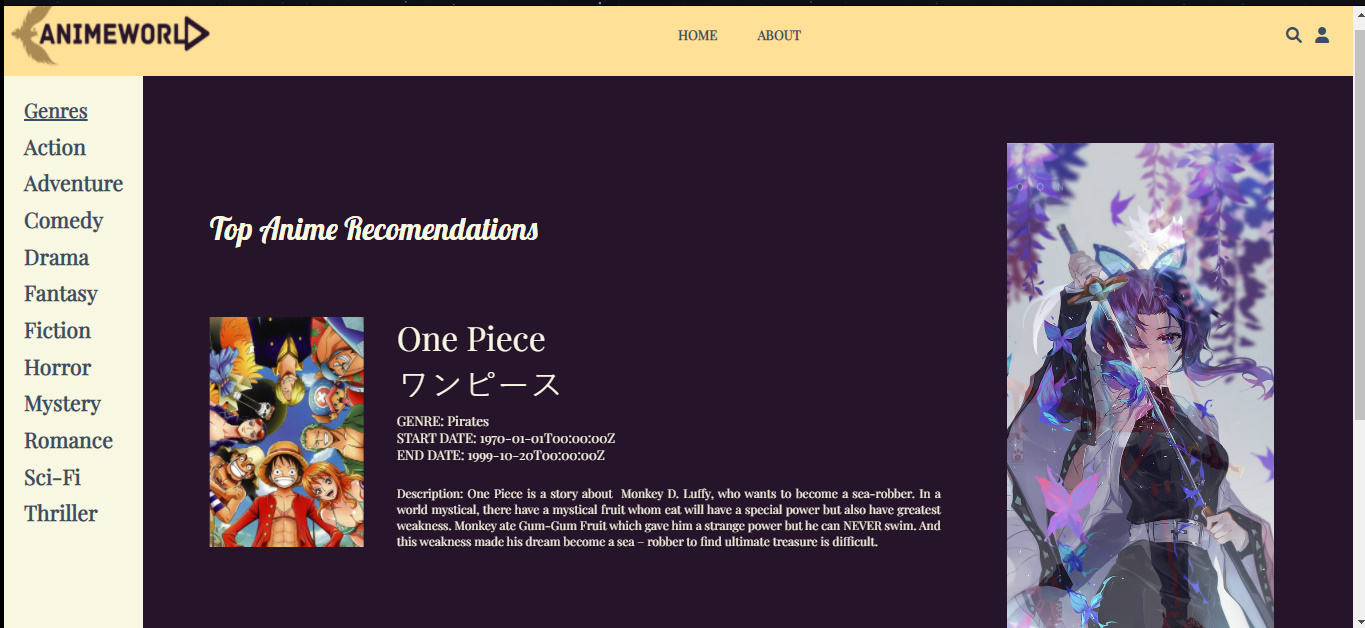 ANIMEWORLD
HOME
ABOUT
Genres
Action
Adventure
Comedy
Drama
Fantasy
Fiction
Horror
Mystery
Romance
Sci-Fi
Thriller
Top Anime Recomendations
One Piece
ワンピース
GENRE: Pirates
START DATE: 1970-01-01T00:00:00Z
END DATE: 1999-10-20T00:00:00Z
Description: One Piece is a story about Monkey D. Luffy, who wants to become a sea-robber. In a
world mystical, there have a mystical fruit whom eat will have a special power but also have greatest
weakness. Monkey ate Gum-Gum Fruit which gave him a strange power but he can NEVER swim. And
this weakness made his dream become a sea – robber to find ultimate treasure is difficult.